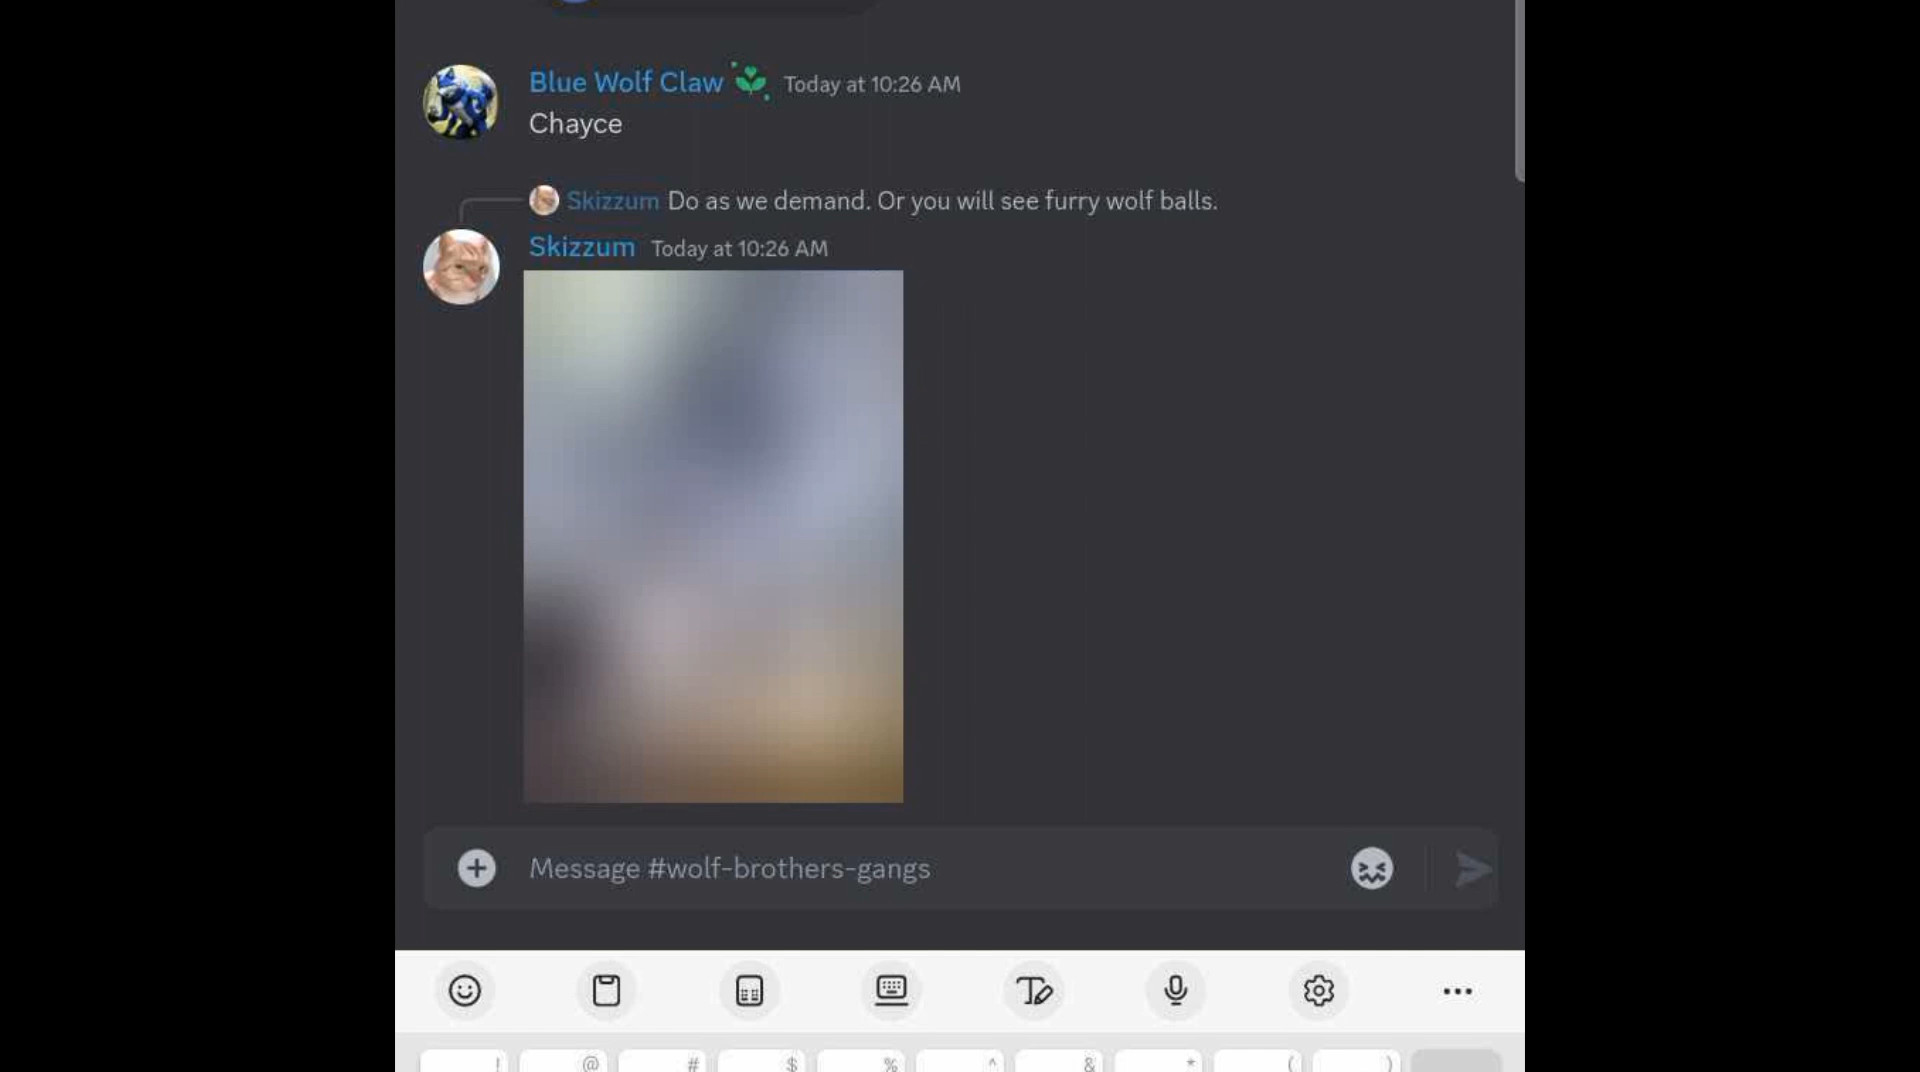 Blue Wolf Claw Today at 10:26 AM
Chayce
Skizzum Do as we demand. Or you will see furry wolf balls.
Skizzum Today at 10:26 AM
Message #wolf-brothers-gangs
! @ # $ % ^ & * ( )